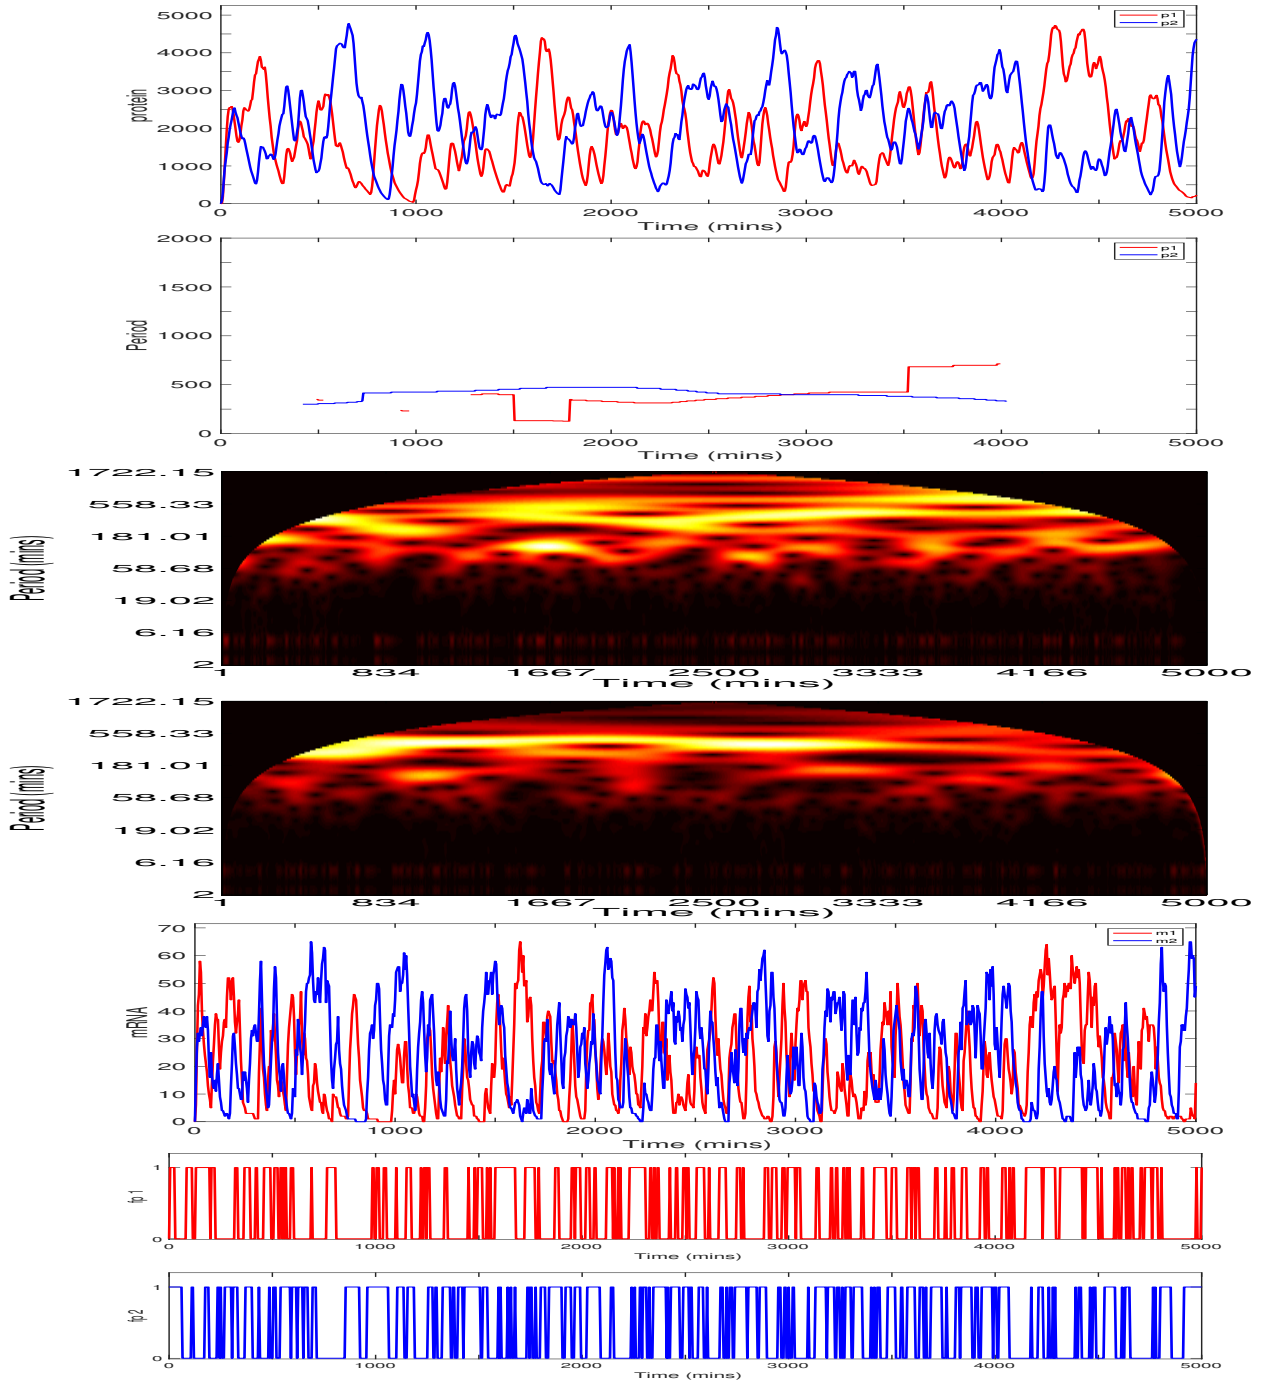 5000
4000
3000
2000
1000
0
protein
p1
p2
0 1000 2000 3000 4000 5000
Time (mins)
2000
1500
1000
500
0
Period
p1
p2
0 1000 2000 3000 4000 5000
Time (mins)
1722.15
558.33
181.01
58.68
19.02
6.16
2
Period (mins)
1 834 1667 2500 3333 4166 5000
Time (mins)
1722.15
558.33
181.01
58.68
19.02
6.16
2
Period (mins)
1 834 1667 2500 3333 4166 5000
Time (mins)
70
60
50
40
30
20
10
0
mRNA
m1
m2
0 1000 2000 3000 4000 5000
Time (mins)
1
0
fp1
0 1000 2000 3000 4000 5000
Time (mins)
1
0
fp2
0 1000 2000 3000 4000 5000
Time (mins)